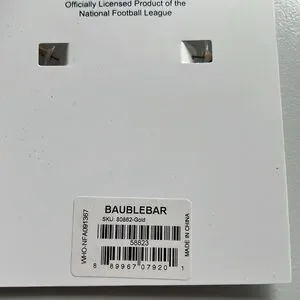 Officially Licensed Product of the
National Football League
BAUBLEBAR
SKU: 80882-Gold
58823
8 89967 07920 1
WHO-NFA091367
MADE IN CHINA